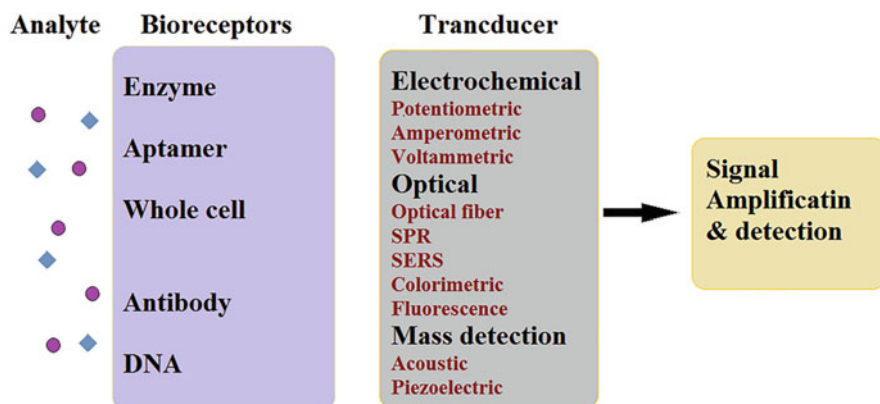 Analyte
Bioreceptors
Trancducer
Enzyme
Aptamer
Whole cell
Antibody
DNA
Electrochemical
Potentiometric
Amperometric
Voltammetric
Optical
Optical fiber
SPR
SERS
Colorimetric
Fluorescence
Mass detection
Acoustic
Piezoelectric
Signal
Amplificatin
& detection